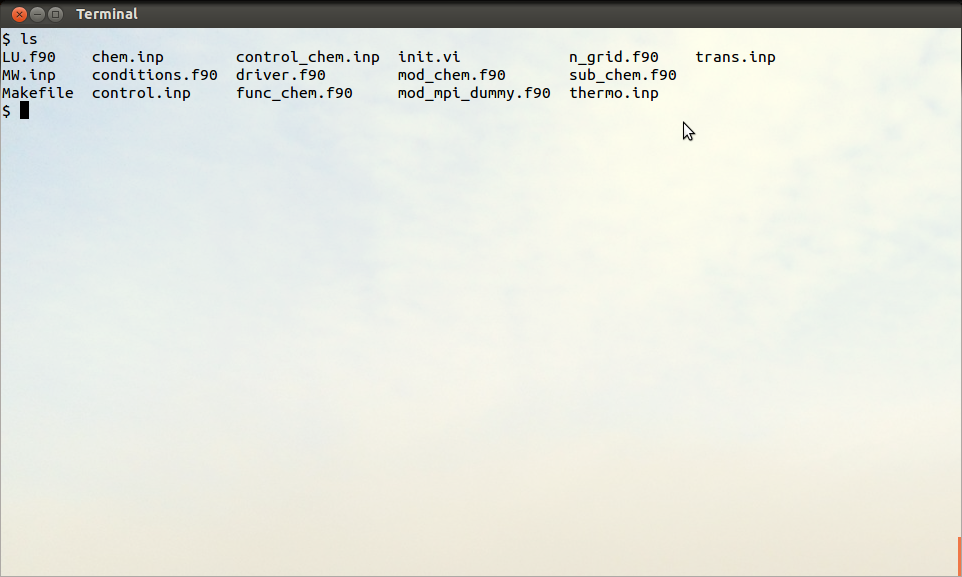 Terminal
$ ls
LU.f90    chem.inp        control_chem.inp  init.vi            n_grid.f90    trans.inp
MW.inp    conditions.f90  driver.f90        mod_chem.f90       sub_chem.f90
Makefile  control.inp     func_chem.f90     mod_mpi_dummy.f90  thermo.inp
$